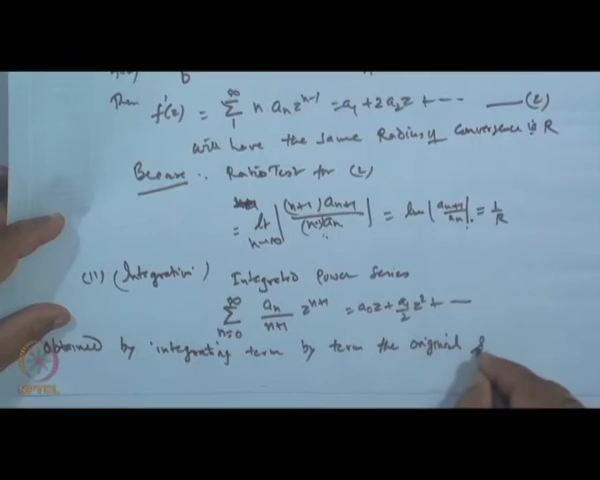 Then f'(z) = ∑_{1}^{∞} n a_n z^{n-1} = a_1 + 2a_2 z + --- —— (2)
will have the same Radius of Convergence is R
Because ∴ Ratio Test for (2)
= lt_{n→∞} |(n+1) a_{n+1} / (n) a_n| = lim |a_{n+1} / a_n| = 1/R
(ii) (Integration) Integrated Power Series
∑_{n=0}^{∞} a_n/(n+1) z^{n+1} = a_0 z + a_1/2 z^2 + ---
obtained by integrating term by term the original
NPTEL